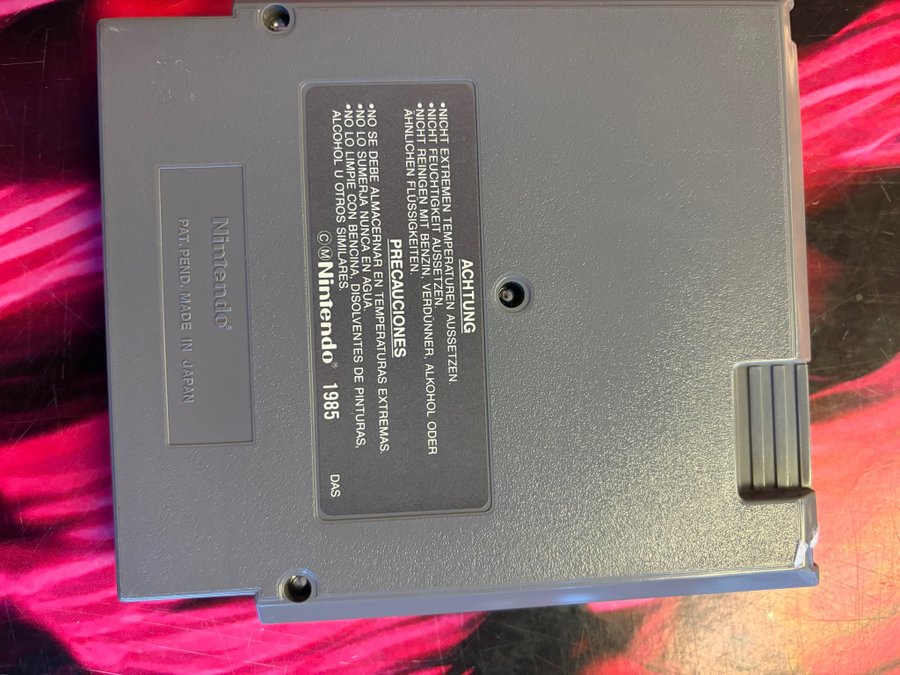 ACHTUNG
•NICHT EXTREMEN TEMPERATUREN AUSSETZEN.
•NICHT FEUCHTIGKEIT AUSSETZEN.
•NICHT REINIGEN MIT BENZIN, VERDÜNNER, ALKOHOL ODER
ÄHNLICHEN FLÜSSIGKEITEN.
PRECAUCIONES
•NO SE DEBE ALMACERNAR EN TEMPERATURAS EXTREMAS.
•NO LO SUMERJA NUNCA EN AGUA.
•NO LO LIMPIE CON BENCINA, DISOLVENTES DE PINTURAS,
ALCOHOL U OTROS SIMILARES.
ⒸⓂNintendo® 1985 DAS
Nintendo®
PAT. PEND. MADE IN JAPAN